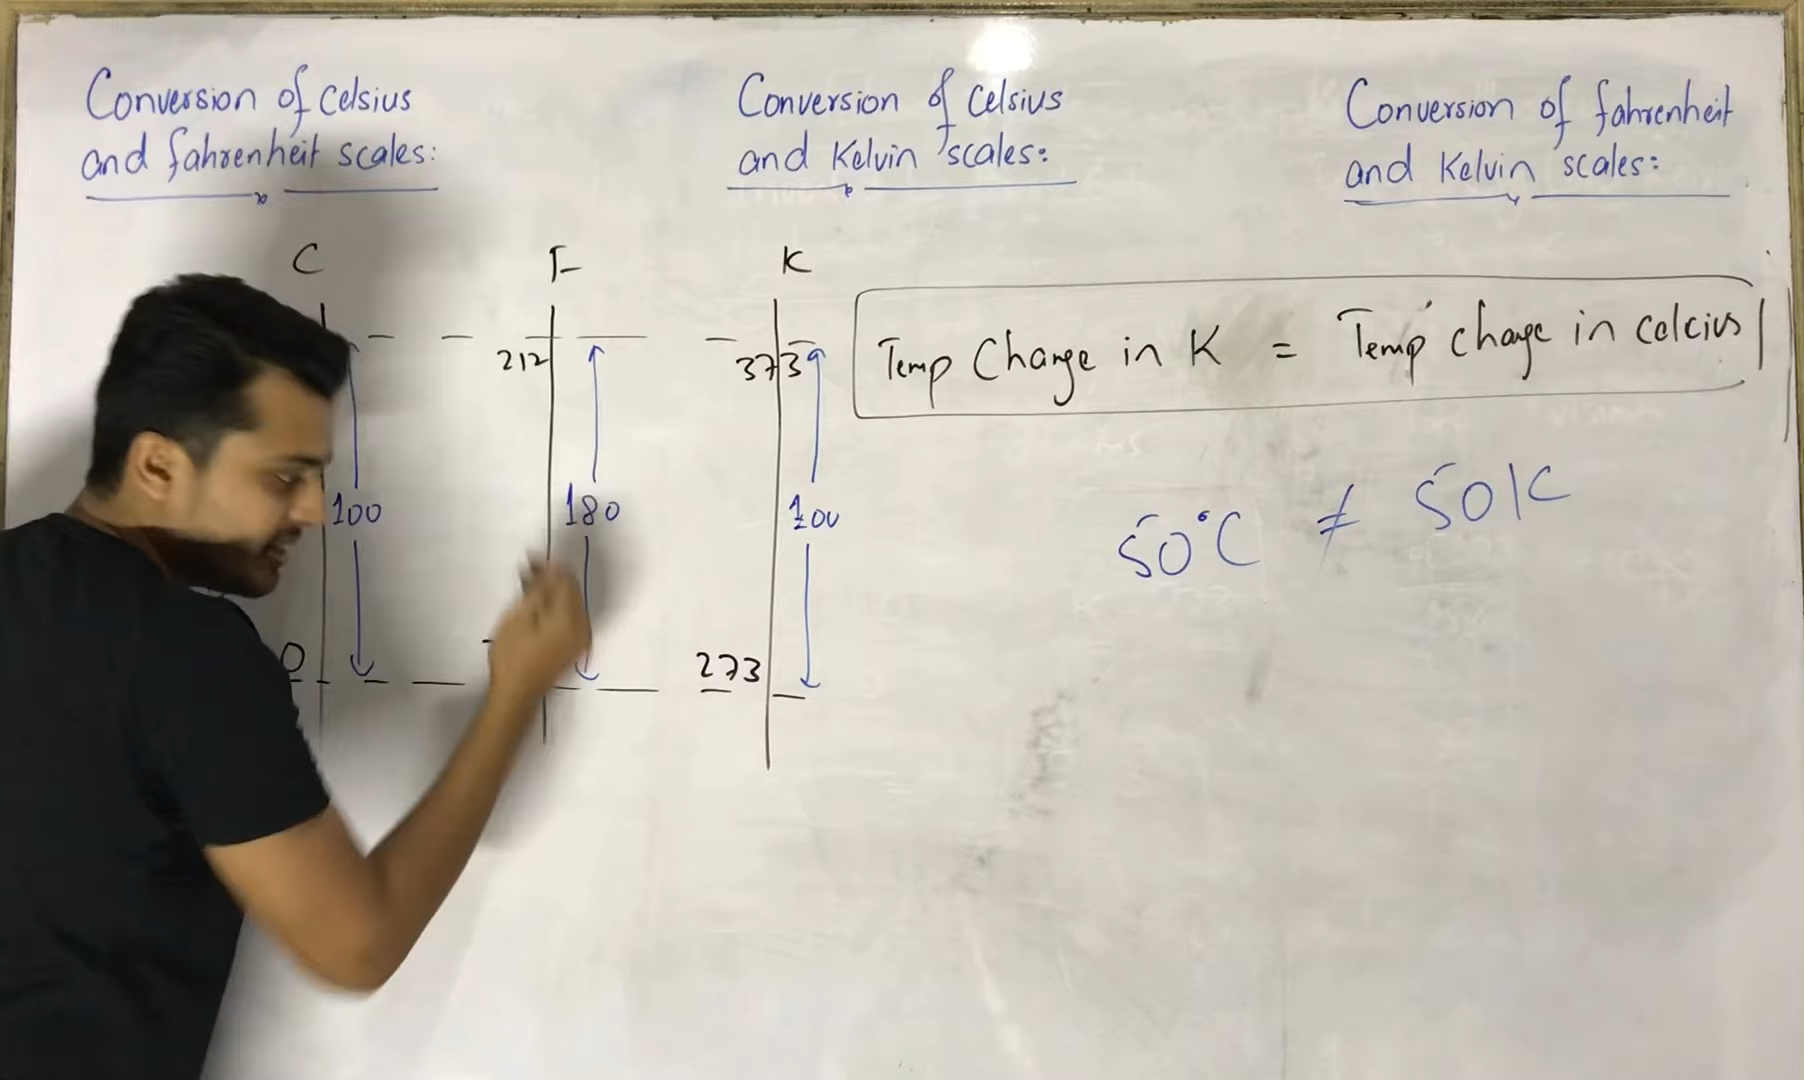 Conversion of Celsius
and fahrenheit scales:
Conversion of Celsius
and Kelvin scales:
Conversion of fahrenheit
and Kelvin scales:
C F K
212
373
Temp Change in K = Temp change in celcius
100 180 100
50°C ≠ 50K
0
273